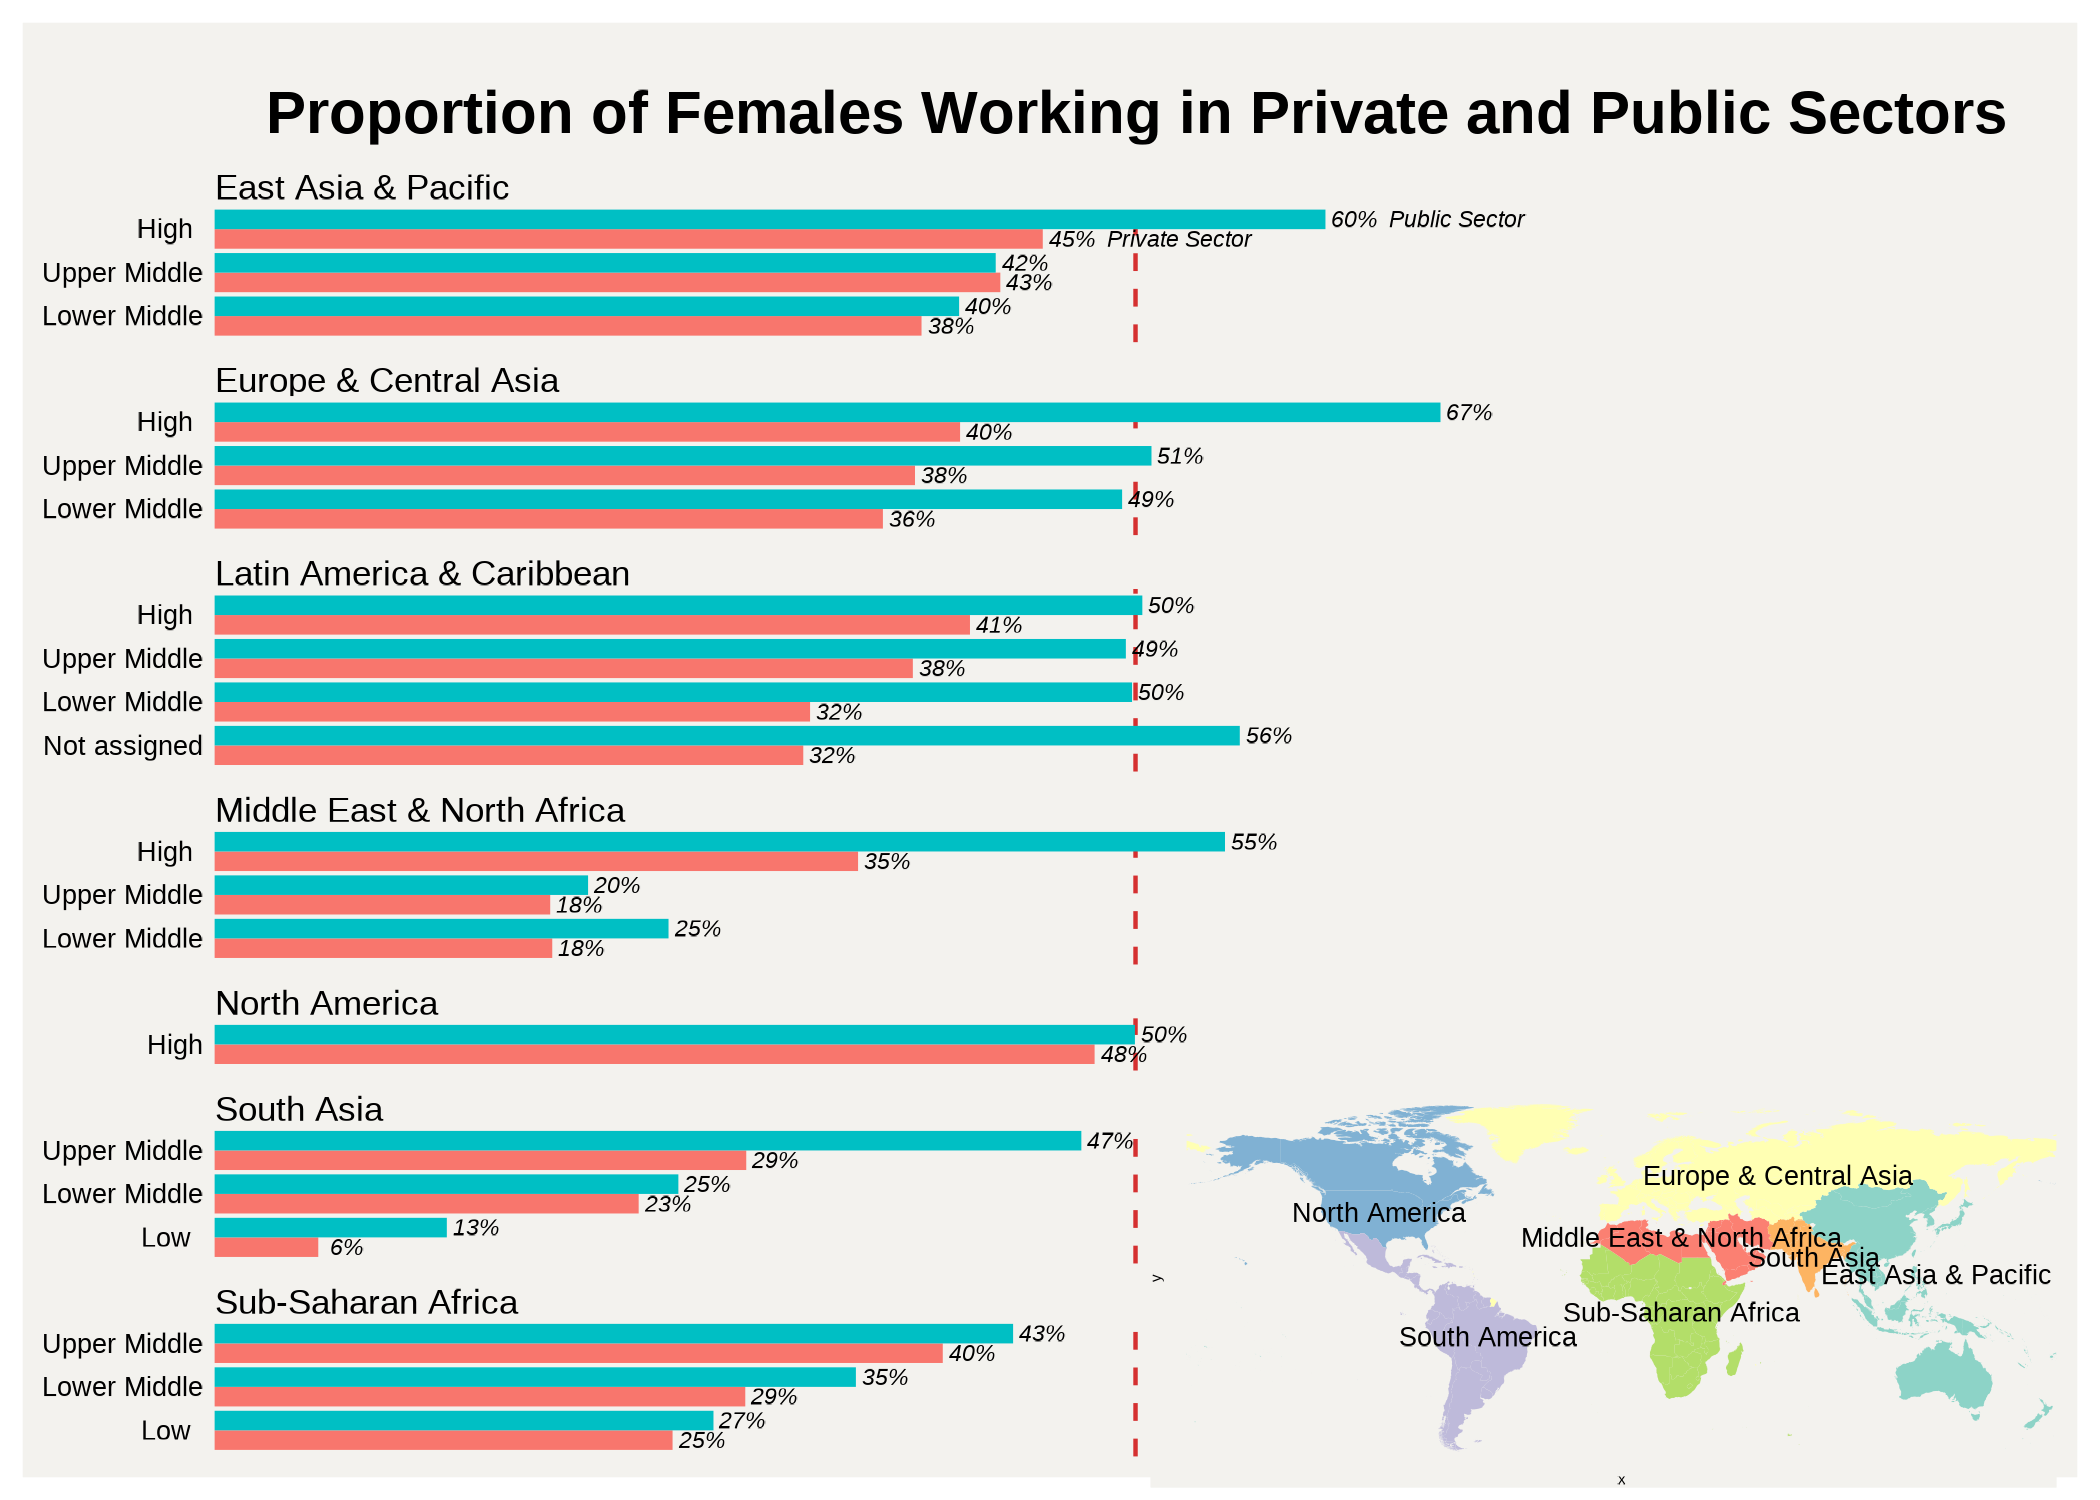 Proportion of Females Working in Private and Public Sectors
East Asia & Pacific
High
60% Public Sector
45% Private Sector
Upper Middle
42%
43%
Lower Middle
40%
38%
Europe & Central Asia
High
67%
40%
Upper Middle
51%
38%
Lower Middle
49%
36%
Latin America & Caribbean
High
50%
41%
Upper Middle
49%
38%
Lower Middle
50%
32%
Not assigned
56%
32%
Middle East & North Africa
High
55%
35%
Upper Middle
20%
18%
Lower Middle
25%
18%
North America
High
50%
48%
South Asia
Upper Middle
47%
29%
Lower Middle
25%
23%
Low
13%
6%
Sub-Saharan Africa
Upper Middle
43%
40%
Lower Middle
35%
29%
Low
27%
25%
Europe & Central Asia
North America
Middle East & North Africa
South Asia
East Asia & Pacific
Sub-Saharan Africa
South America
y
x